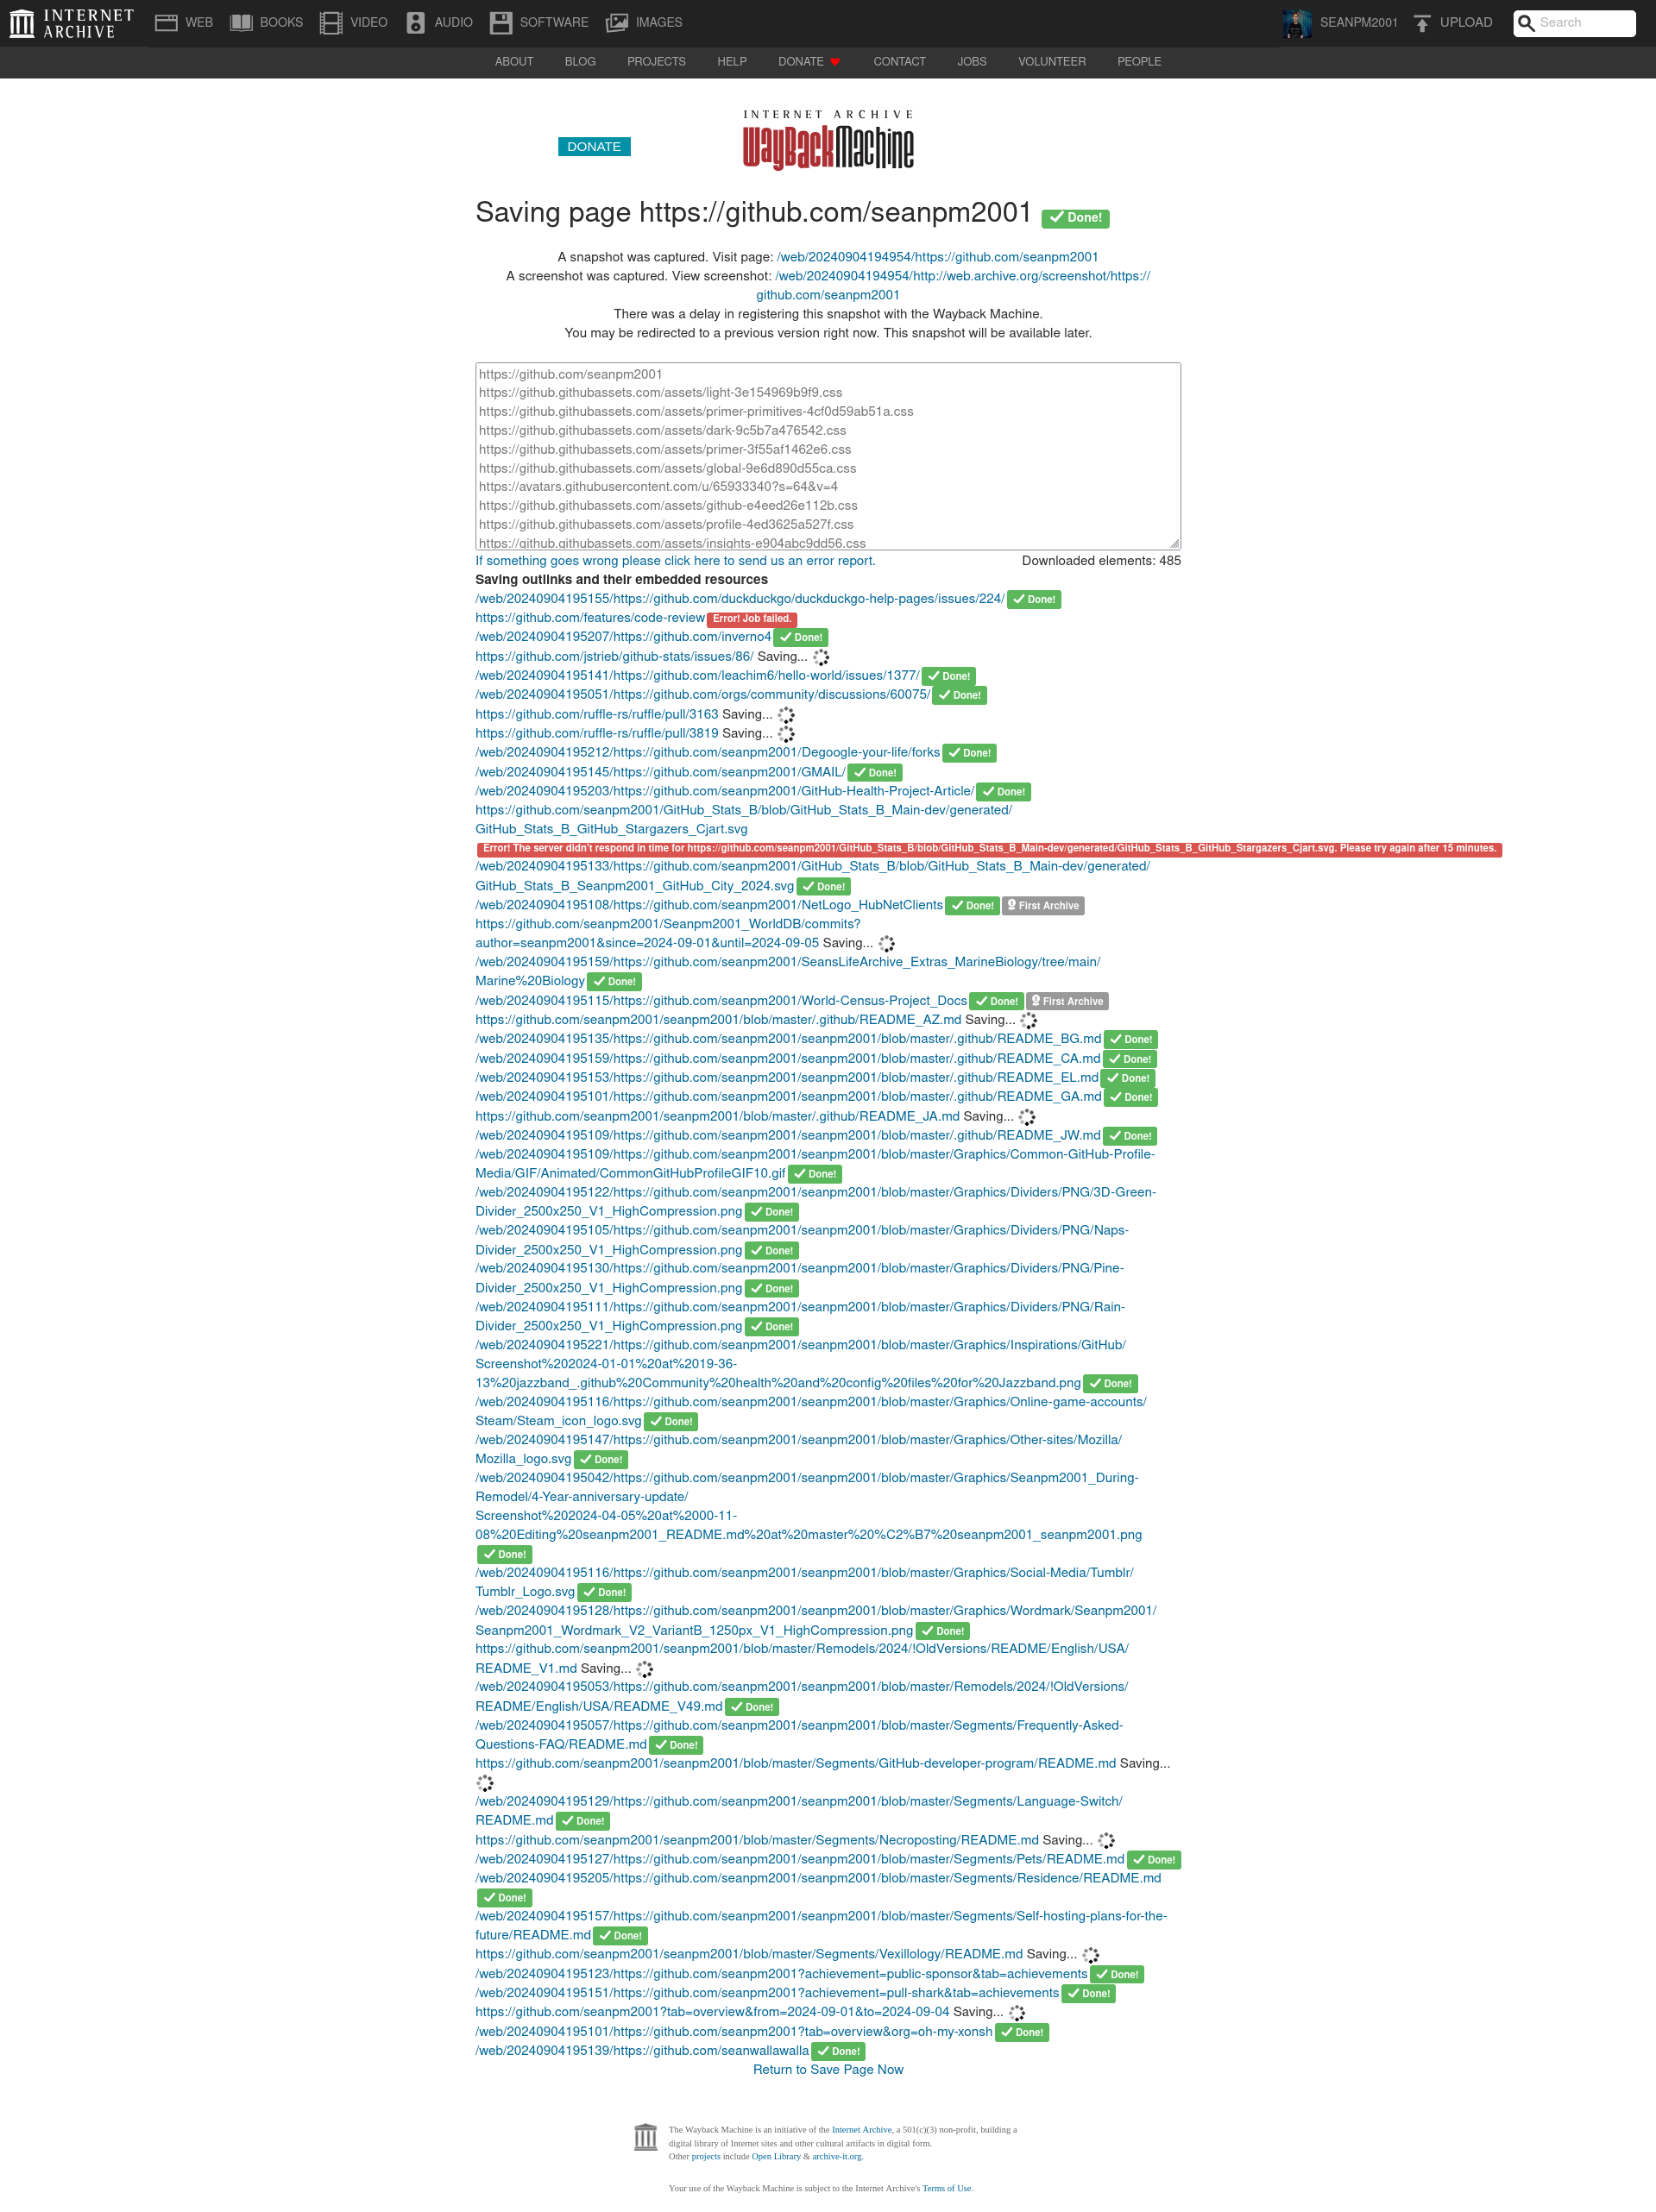 INTERNET ARCHIVE
WEB
BOOKS
VIDEO
AUDIO
SOFTWARE
IMAGES
SEANPM2001
UPLOAD
Search
ABOUT
BLOG
PROJECTS
HELP
DONATE
CONTACT
JOBS
VOLUNTEER
PEOPLE
INTERNET ARCHIVE
WayBackMachine
DONATE
Saving page https://github.com/seanpm2001 Done!
A snapshot was captured. Visit page: /web/20240904194954/https://github.com/seanpm2001
A screenshot was captured. View screenshot: /web/20240904194954/http://web.archive.org/screenshot/https://
github.com/seanpm2001
There was a delay in registering this snapshot with the Wayback Machine.
You may be redirected to a previous version right now. This snapshot will be available later.
https://github.com/seanpm2001
https://github.githubassets.com/assets/light-3e154969b9f9.css
https://github.githubassets.com/assets/primer-primitives-4cf0d59ab51a.css
https://github.githubassets.com/assets/dark-9c5b7a476542.css
https://github.githubassets.com/assets/primer-3f55af1462e6.css
https://github.githubassets.com/assets/global-9e6d890d55ca.css
https://avatars.githubusercontent.com/u/65933340?s=64&v=4
https://github.githubassets.com/assets/github-e4eed26e112b.css
https://github.githubassets.com/assets/profile-4ed3625a527f.css
https://github.githubassets.com/assets/insights-e904abc9dd56.css
If something goes wrong please click here to send us an error report. Downloaded elements: 485
Saving outlinks and their embedded resources
/web/20240904195155/https://github.com/duckduckgo/duckduckgo-help-pages/issues/224/ Done!
https://github.com/features/code-review Error! Job failed.
/web/20240904195207/https://github.com/inverno4 Done!
https://github.com/jstrieb/github-stats/issues/86/ Saving...
/web/20240904195141/https://github.com/leachim6/hello-world/issues/1377/ Done!
/web/20240904195051/https://github.com/orgs/community/discussions/60075/ Done!
https://github.com/ruffle-rs/ruffle/pull/3163 Saving...
https://github.com/ruffle-rs/ruffle/pull/3819 Saving...
/web/20240904195212/https://github.com/seanpm2001/Degoogle-your-life/forks Done!
/web/20240904195145/https://github.com/seanpm2001/GMAIL/ Done!
/web/20240904195203/https://github.com/seanpm2001/GitHub-Health-Project-Article/ Done!
https://github.com/seanpm2001/GitHub_Stats_B/blob/GitHub_Stats_B_Main-dev/generated/
GitHub_Stats_B_GitHub_Stargazers_Cjart.svg
Error! The server didn't respond in time for https://github.com/seanpm2001/GitHub_Stats_B/blob/GitHub_Stats_B_Main-dev/generated/GitHub_Stats_B_GitHub_Stargazers_Cjart.svg. Please try again after 15 minutes.
/web/20240904195133/https://github.com/seanpm2001/GitHub_Stats_B/blob/GitHub_Stats_B_Main-dev/generated/
GitHub_Stats_B_Seanpm2001_GitHub_City_2024.svg Done!
/web/20240904195108/https://github.com/seanpm2001/NetLogo_HubNetClients Done! First Archive
https://github.com/seanpm2001/Seanpm2001_WorldDB/commits?
author=seanpm2001&since=2024-09-01&until=2024-09-05 Saving...
/web/20240904195159/https://github.com/seanpm2001/SeansLifeArchive_Extras_MarineBiology/tree/main/
Marine%20Biology Done!
/web/20240904195115/https://github.com/seanpm2001/World-Census-Project_Docs Done! First Archive
https://github.com/seanpm2001/seanpm2001/blob/master/.github/README_AZ.md Saving...
/web/20240904195135/https://github.com/seanpm2001/seanpm2001/blob/master/.github/README_BG.md Done!
/web/20240904195159/https://github.com/seanpm2001/seanpm2001/blob/master/.github/README_CA.md Done!
/web/20240904195153/https://github.com/seanpm2001/seanpm2001/blob/master/.github/README_EL.md Done!
/web/20240904195101/https://github.com/seanpm2001/seanpm2001/blob/master/.github/README_GA.md Done!
https://github.com/seanpm2001/seanpm2001/blob/master/.github/README_JA.md Saving...
/web/20240904195109/https://github.com/seanpm2001/seanpm2001/blob/master/.github/README_JW.md Done!
/web/20240904195109/https://github.com/seanpm2001/seanpm2001/blob/master/Graphics/Common-GitHub-Profile-
Media/GIF/Animated/CommonGitHubProfileGIF10.gif Done!
/web/20240904195122/https://github.com/seanpm2001/seanpm2001/blob/master/Graphics/Dividers/PNG/3D-Green-
Divider_2500x250_V1_HighCompression.png Done!
/web/20240904195105/https://github.com/seanpm2001/seanpm2001/blob/master/Graphics/Dividers/PNG/Naps-
Divider_2500x250_V1_HighCompression.png Done!
/web/20240904195130/https://github.com/seanpm2001/seanpm2001/blob/master/Graphics/Dividers/PNG/Pine-
Divider_2500x250_V1_HighCompression.png Done!
/web/20240904195111/https://github.com/seanpm2001/seanpm2001/blob/master/Graphics/Dividers/PNG/Rain-
Divider_2500x250_V1_HighCompression.png Done!
/web/20240904195221/https://github.com/seanpm2001/seanpm2001/blob/master/Graphics/Inspirations/GitHub/
Screenshot%202024-01-01%20at%2019-36-
13%20jazzband_.github%20Community%20health%20and%20config%20files%20for%20Jazzband.png Done!
/web/20240904195116/https://github.com/seanpm2001/seanpm2001/blob/master/Graphics/Online-game-accounts/
Steam/Steam_icon_logo.svg Done!
/web/20240904195147/https://github.com/seanpm2001/seanpm2001/blob/master/Graphics/Other-sites/Mozilla/
Mozilla_logo.svg Done!
/web/20240904195042/https://github.com/seanpm2001/seanpm2001/blob/master/Graphics/Seanpm2001_During-
Remodel/4-Year-anniversary-update/
Screenshot%202024-04-05%20at%2000-11-
08%20Editing%20seanpm2001_README.md%20at%20master%20%C2%B7%20seanpm2001_seanpm2001.png
Done!
/web/20240904195116/https://github.com/seanpm2001/seanpm2001/blob/master/Graphics/Social-Media/Tumblr/
Tumblr_Logo.svg Done!
/web/20240904195128/https://github.com/seanpm2001/seanpm2001/blob/master/Graphics/Wordmark/Seanpm2001/
Seanpm2001_Wordmark_V2_VariantB_1250px_V1_HighCompression.png Done!
https://github.com/seanpm2001/seanpm2001/blob/master/Remodels/2024/!OldVersions/README/English/USA/
README_V1.md Saving...
/web/20240904195053/https://github.com/seanpm2001/seanpm2001/blob/master/Remodels/2024/!OldVersions/
README/English/USA/README_V49.md Done!
/web/20240904195057/https://github.com/seanpm2001/seanpm2001/blob/master/Segments/Frequently-Asked-
Questions-FAQ/README.md Done!
https://github.com/seanpm2001/seanpm2001/blob/master/Segments/GitHub-developer-program/README.md Saving...
/web/20240904195129/https://github.com/seanpm2001/seanpm2001/blob/master/Segments/Language-Switch/
README.md Done!
https://github.com/seanpm2001/seanpm2001/blob/master/Segments/Necroposting/README.md Saving...
/web/20240904195127/https://github.com/seanpm2001/seanpm2001/blob/master/Segments/Pets/README.md Done!
/web/20240904195205/https://github.com/seanpm2001/seanpm2001/blob/master/Segments/Residence/README.md
Done!
/web/20240904195157/https://github.com/seanpm2001/seanpm2001/blob/master/Segments/Self-hosting-plans-for-the-
future/README.md Done!
https://github.com/seanpm2001/seanpm2001/blob/master/Segments/Vexillology/README.md Saving...
/web/20240904195123/https://github.com/seanpm2001?achievement=public-sponsor&tab=achievements Done!
/web/20240904195151/https://github.com/seanpm2001?achievement=pull-shark&tab=achievements Done!
https://github.com/seanpm2001?tab=overview&from=2024-09-01&to=2024-09-04 Saving...
/web/20240904195101/https://github.com/seanpm2001?tab=overview&org=oh-my-xonsh Done!
/web/20240904195139/https://github.com/seanwallawalla Done!
Return to Save Page Now
The Wayback Machine is an initiative of the Internet Archive, a 501(c)(3) non-profit, building a
digital library of Internet sites and other cultural artifacts in digital form.
Other projects include Open Library & archive-it.org.
Your use of the Wayback Machine is subject to the Internet Archive's Terms of Use.